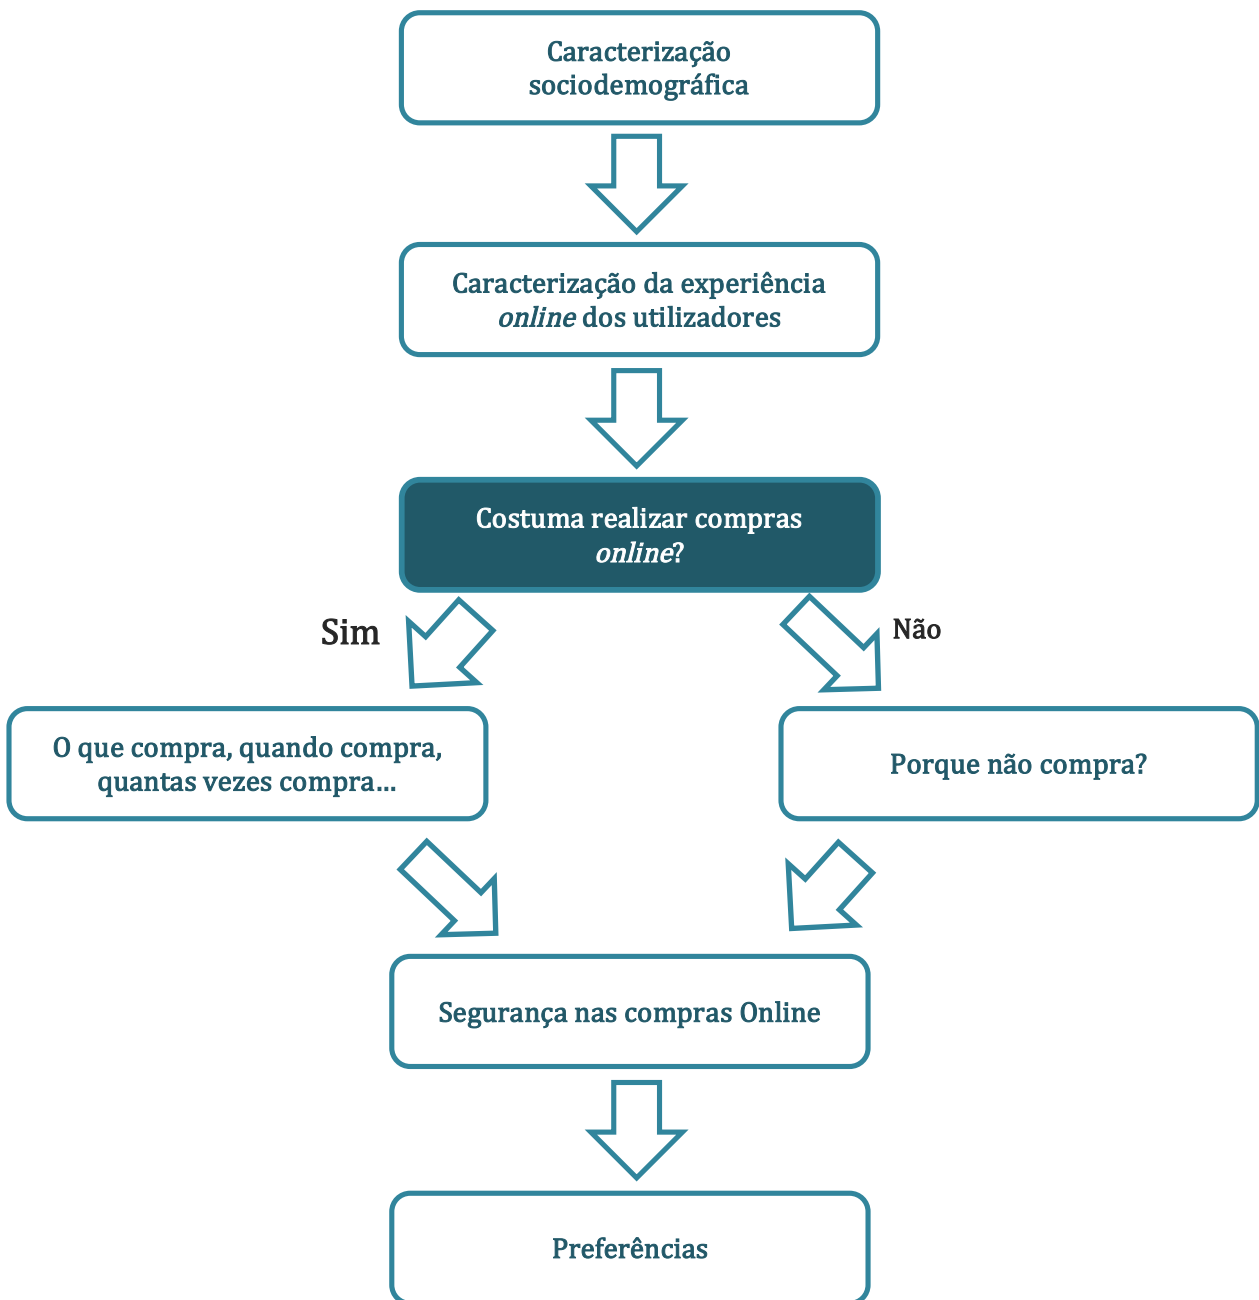 Caracterização
sociodemográfica
Caracterização da experiência
online dos utilizadores
Costuma realizar compras
online?
Sim
Não
O que compra, quando compra,
quantas vezes compra...
Porque não compra?
Segurança nas compras Online
Preferências